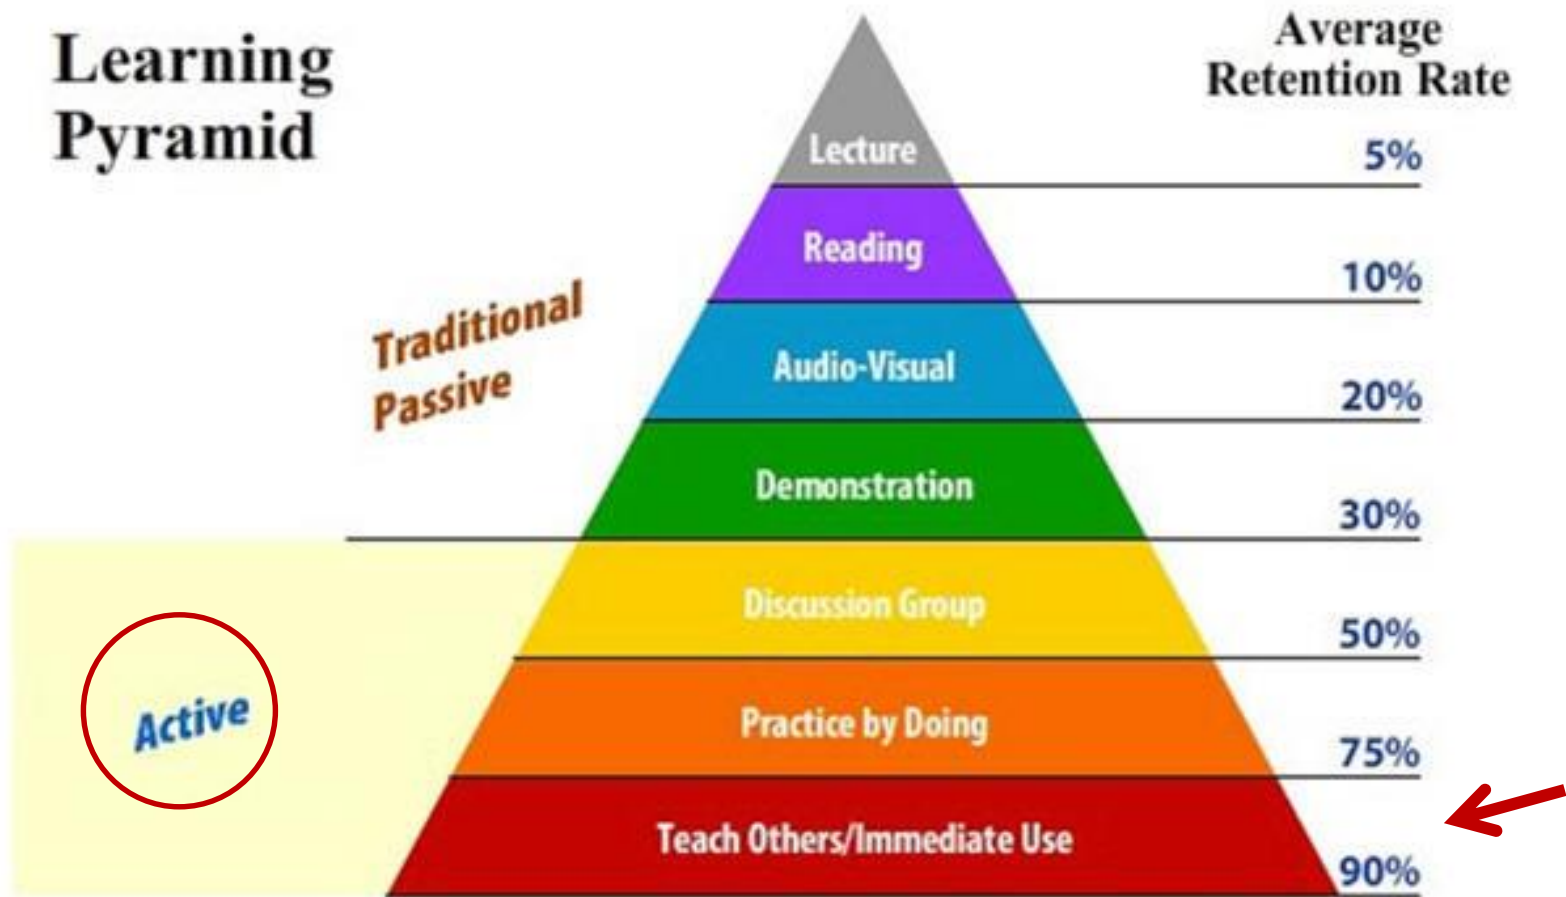 Learning
Pyramid
Average
Retention Rate
Lecture
5%
Reading
10%
Traditional
Passive
Audio-Visual
20%
Demonstration
30%
Discussion Group
50%
Active
Practice by Doing
75%
Teach Others/Immediate Use
90%